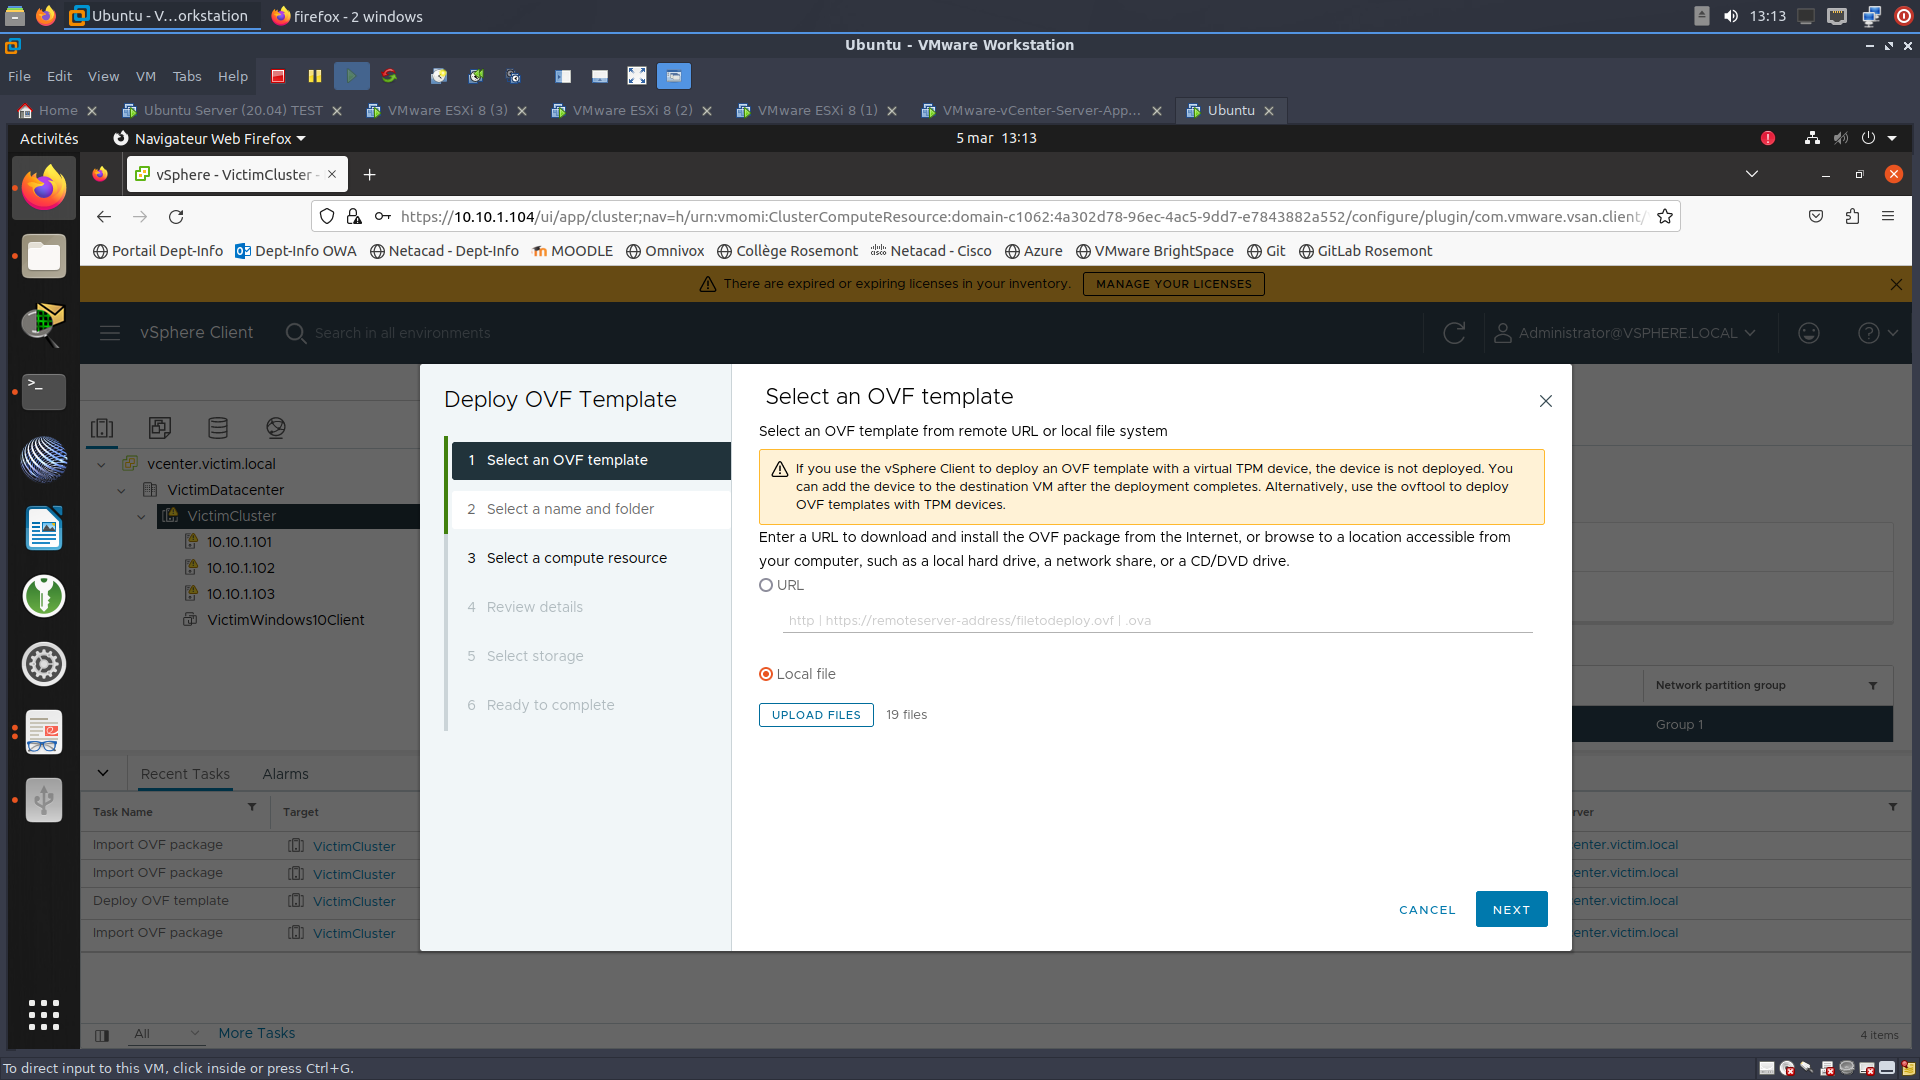 Ubuntu - V...orkstation
firefox - 2 windows
13:13
Ubuntu - VMware Workstation
File Edit View VM Tabs Help
Home
Ubuntu Server (20.04) TEST
VMware ESXi 8 (3)
VMware ESXi 8 (2)
VMware ESXi 8 (1)
VMware-vCenter-Server-App...
Ubuntu
Activités
Navigateur Web Firefox
5 mar 13:13
vSphere - VictimCluster -
https://10.10.1.104/ui/app/cluster;nav=h/urn:vmomi:ClusterComputeResource:domain-c1062:4a302d78-96ec-4ac5-9dd7-e7843882a552/configure/plugin/com.vmware.vsan.client/
Portail Dept-Info
Dept-Info OWA
Netacad - Dept-Info
MOODLE
Omnivox
Collège Rosemont
Netacad - Cisco
Azure
VMware BrightSpace
Git
GitLab Rosemont
There are expired or expiring licenses in your inventory.
MANAGE YOUR LICENSES
vSphere Client
Search in all environments
Administrator@VSPHERE.LOCAL
vcenter.victim.local
VictimDatacenter
VictimCluster
10.10.1.101
10.10.1.102
10.10.1.103
VictimWindows10Client
Deploy OVF Template
1 Select an OVF template
2 Select a name and folder
3 Select a compute resource
4 Review details
5 Select storage
6 Ready to complete
Select an OVF template
Select an OVF template from remote URL or local file system
If you use the vSphere Client to deploy an OVF template with a virtual TPM device, the device is not deployed. You
can add the device to the destination VM after the deployment completes. Alternatively, use the ovftool to deploy
OVF templates with TPM devices.
Enter a URL to download and install the OVF package from the Internet, or browse to a location accessible from
your computer, such as a local hard drive, a network share, or a CD/DVD drive.
URL
http | https://remoteserver-address/filetodeploy.ovf | .ova
Local file
UPLOAD FILES
19 files
CANCEL
NEXT
Network partition group
Group 1
Recent Tasks
Alarms
Task Name
Target
rver
Import OVF package
VictimCluster
enter.victim.local
Import OVF package
VictimCluster
enter.victim.local
Deploy OVF template
VictimCluster
enter.victim.local
Import OVF package
VictimCluster
enter.victim.local
All
More Tasks
4 items
To direct input to this VM, click inside or press Ctrl+G.